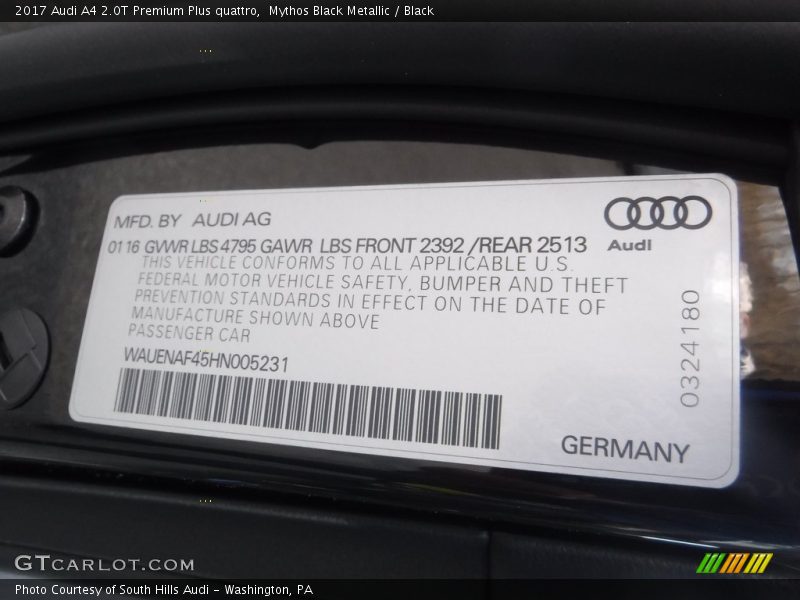 2017 Audi A4 2.0T Premium Plus quattro,  Mythos Black Metallic / Black
MFD. BY AUDI AG
01 16 GVWR LBS 4795 GAWR LBS FRONT 2392 /REAR 2513
Audi
THIS VEHICLE CONFORMS TO ALL APPLICABLE U.S.
FEDERAL MOTOR VEHICLE SAFETY, BUMPER AND THEFT
PREVENTION STANDARDS IN EFFECT ON THE DATE OF
MANUFACTURE SHOWN ABOVE
PASSENGER CAR
WAUENAF45HN005231
0324180
GERMANY
GTCARLOT.COM
Photo Courtesy of South Hills Audi - Washington, PA